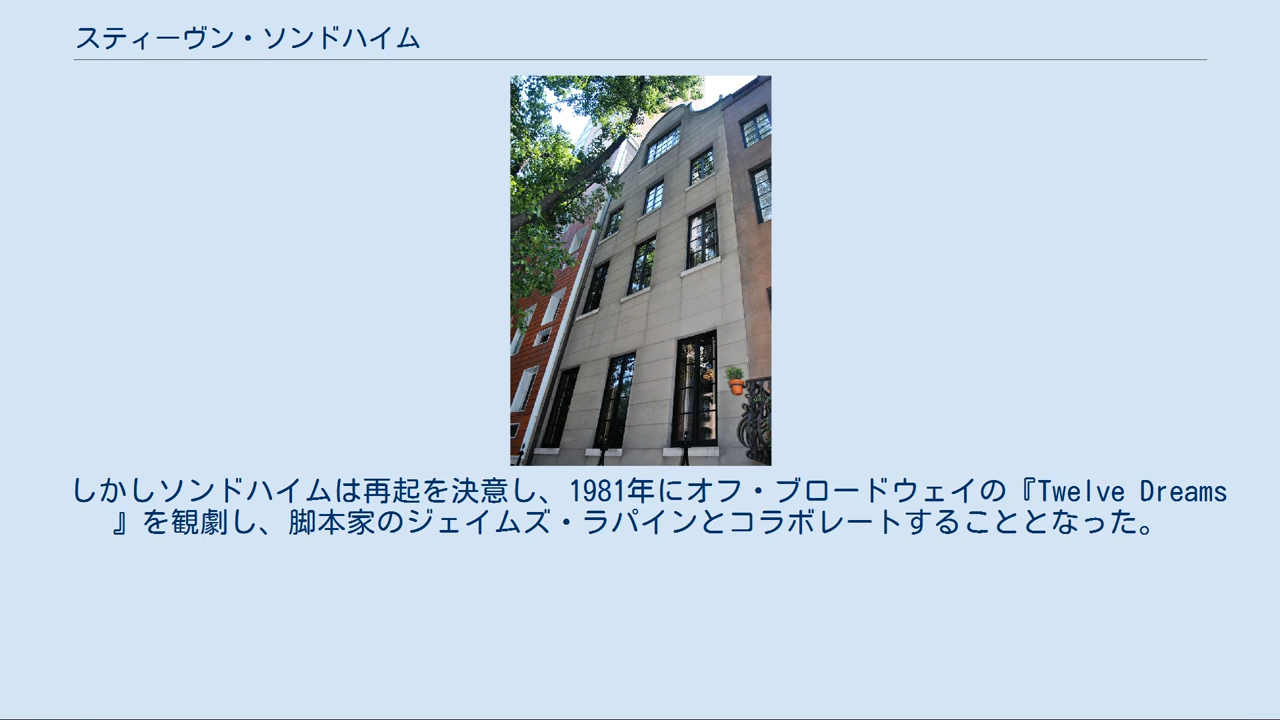 スティーヴン・ソンドハイム
しかしソンドハイムは再起を決意し、1981年にオフ・ブロードウェイの『Twelve Dreams
』を観劇し、脚本家のジェイムズ・ラパインとコラボレートすることとなった。